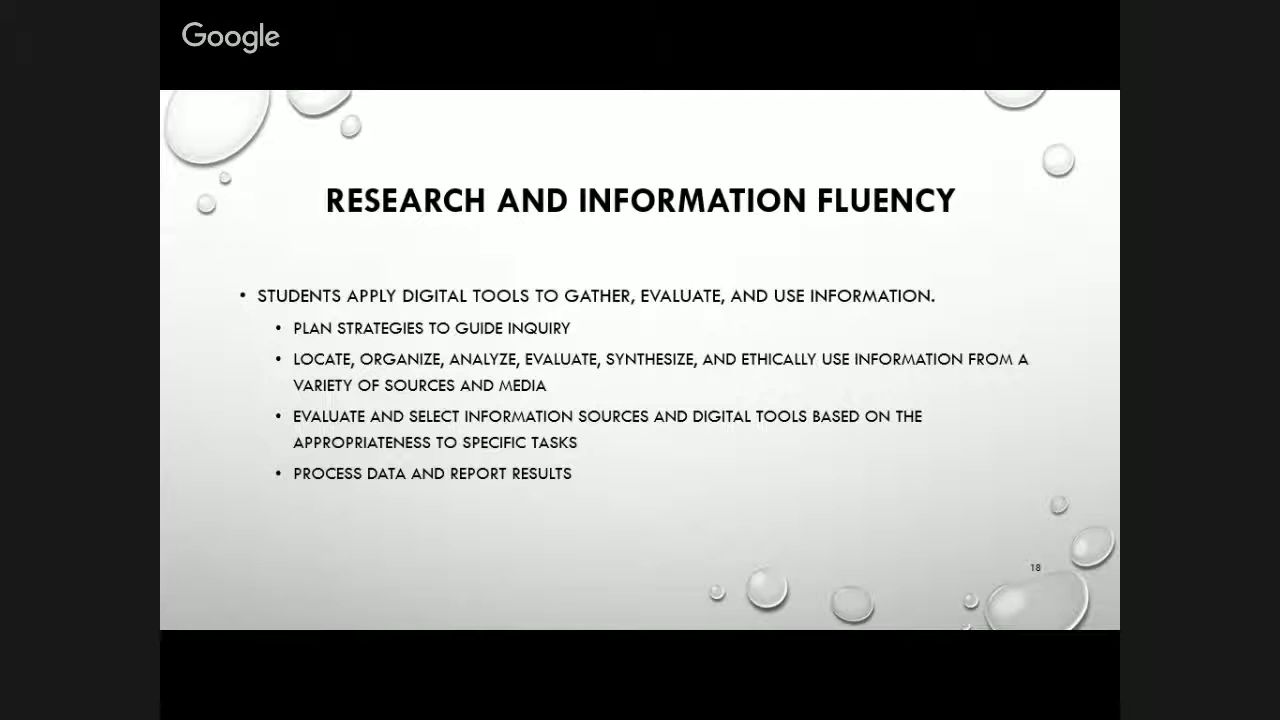 Google
RESEARCH AND INFORMATION FLUENCY
• STUDENTS APPLY DIGITAL TOOLS TO GATHER, EVALUATE, AND USE INFORMATION.
• PLAN STRATEGIES TO GUIDE INQUIRY
• LOCATE, ORGANIZE, ANALYZE, EVALUATE, SYNTHESIZE, AND ETHICALLY USE INFORMATION FROM A
VARIETY OF SOURCES AND MEDIA
• EVALUATE AND SELECT INFORMATION SOURCES AND DIGITAL TOOLS BASED ON THE
APPROPRIATENESS TO SPECIFIC TASKS
• PROCESS DATA AND REPORT RESULTS
18